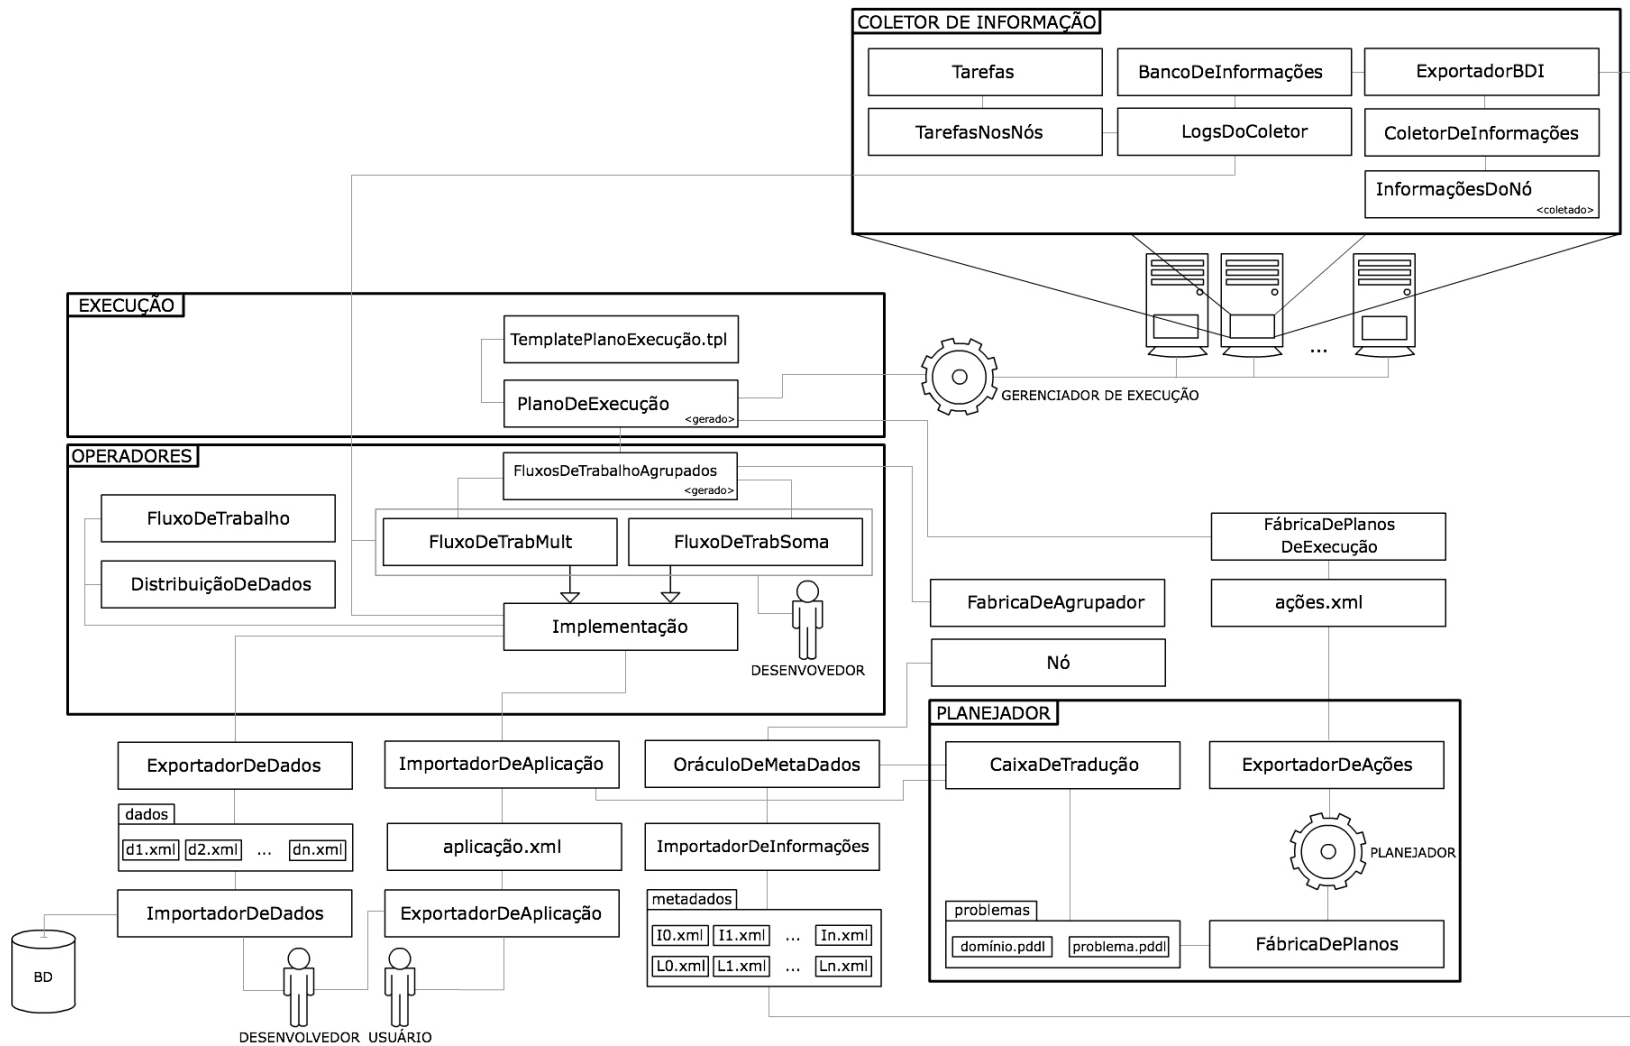 COLETOR DE INFORMAÇÃO
Tarefas
BancoDeInformações
ExportadorBDI
TarefasNosNós
LogsDoColetor
ColetorDeInformações
InformaçõesDoNó
<coletado>
...
GERENCIADOR DE EXECUÇÃO
EXECUÇÃO
TemplatePlanoExecução.tpl
PlanoDeExecução
<gerado>
OPERADORES
FluxosDeTrabalhoAgrupados
<gerado>
FluxoDeTrabalho
FluxoDeTrabMult
FluxoDeTrabSoma
DistribuiçãoDeDados
Implementação
DESENVOVEDOR
FábricaDePlanos
DeExecução
FabricaDeAgrupador
ações.xml
Nó
ExportadorDeDados
dados
d1.xml
d2.xml
...
dn.xml
ImportadorDeDados
BD
ImportadorDeAplicação
aplicação.xml
ExportadorDeAplicação
DESENVOLVEDOR
USUÁRIO
OráculoDeMetaDados
ImportadorDeInformações
metadados
I0.xml
I1.xml
...
In.xml
L0.xml
L1.xml
...
Ln.xml
PLANEJADOR
CaixaDeTradução
ExportadorDeAções
PLANEJADOR
problemas
domínio.pddl
problema.pddl
FábricaDePlanos